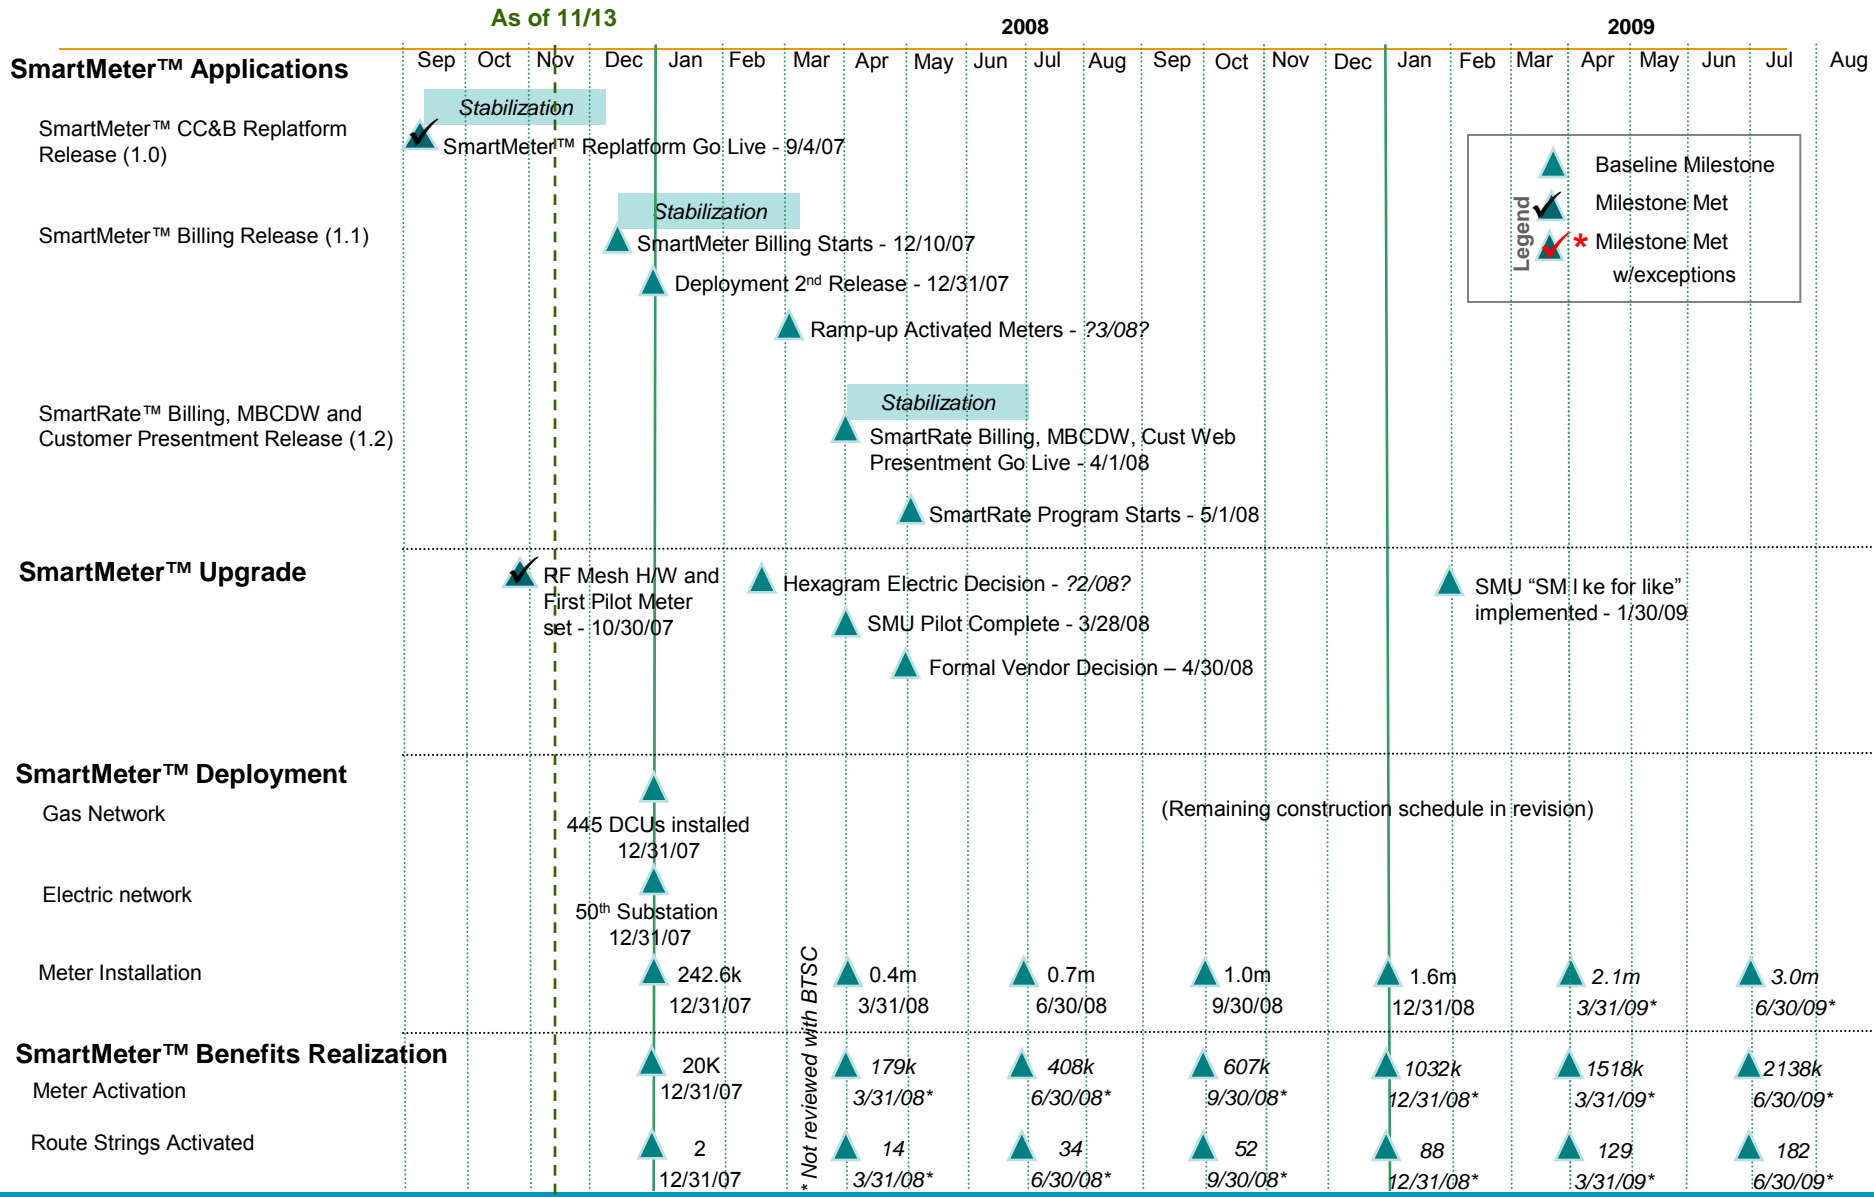 As of 11/13
2008
2009
Sep Oct Nov Dec Jan Feb Mar Apr May Jun Jul Aug Sep Oct Nov Dec Jan Feb Mar Apr May Jun Jul Aug
SmartMeter™ Applications
Stabilization
SmartMeter™ CC&B Replatform
Release (1.0)
SmartMeter™ Replatform Go Live - 9/4/07
Legend
Baseline Milestone
Milestone Met
* Milestone Met
w/exceptions
Stabilization
SmartMeter™ Billing Release (1.1)
SmartMeter Billing Starts - 12/10/07
Deployment 2nd Release - 12/31/07
Ramp-up Activated Meters - ?3/08?
Stabilization
SmartRate™ Billing, MBCDW and
Customer Presentment Release (1.2)
SmartRate Billing, MBCDW, Cust Web
Presentment Go Live - 4/1/08
SmartRate Program Starts - 5/1/08
SmartMeter™ Upgrade
RF Mesh H/W and
First Pilot Meter
set - 10/30/07
Hexagram Electric Decision - ?2/08?
SMU Pilot Complete - 3/28/08
Formal Vendor Decision – 4/30/08
SMU “SM l ke for like”
implemented - 1/30/09
SmartMeter™ Deployment
Gas Network
445 DCUs installed
12/31/07
(Remaining construction schedule in revision)
Electric network
50th Substation
12/31/07
Meter Installation
242.6k 0.4m 0.7m 1.0m 1.6m 2.1m 3.0m
12/31/07 3/31/08 6/30/08 9/30/08 12/31/08 3/31/09* 6/30/09*
* Not reviewed with BTSC
SmartMeter™ Benefits Realization
Meter Activation
20K 179k 408k 607k 1032k 1518k 2138k
12/31/07 3/31/08* 6/30/08* 9/30/08* 12/31/08* 3/31/09* 6/30/09*
Route Strings Activated
2 14 34 52 88 129 182
12/31/07 3/31/08* 6/30/08* 9/30/08* 12/31/08* 3/31/09* 6/30/09*